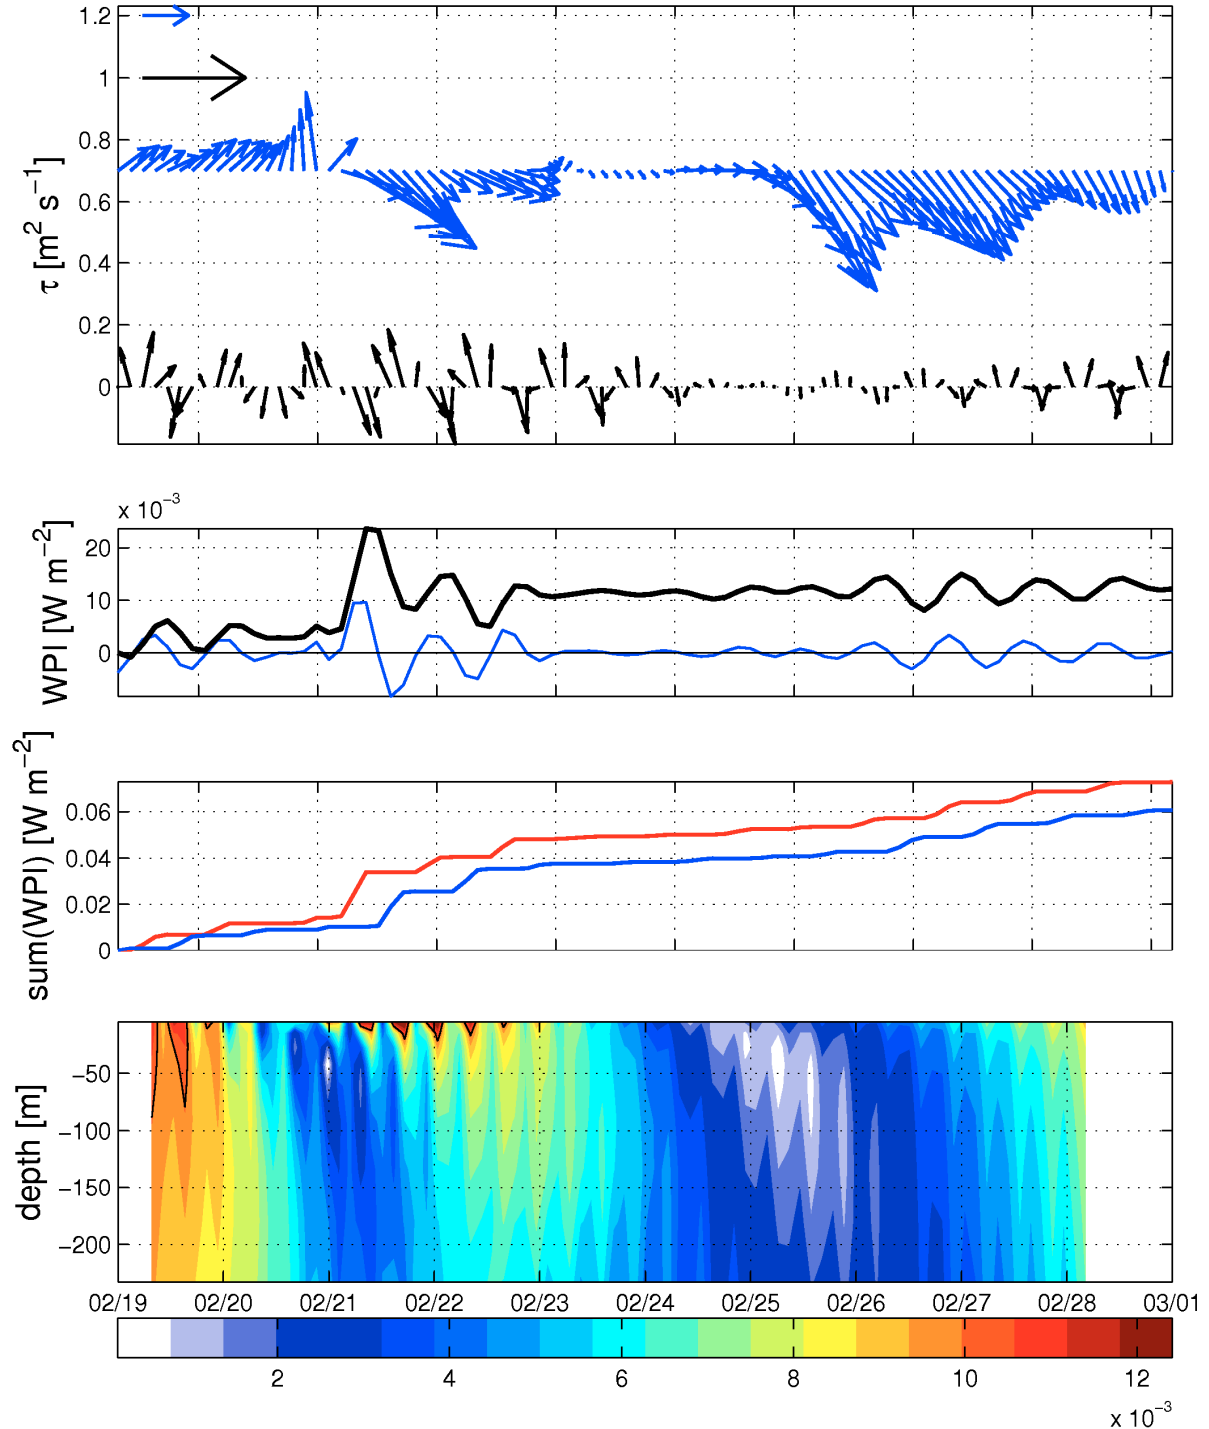 1.2
1
0.8
0.6
0.4
0.2
0
τ [m² s⁻¹]
x 10⁻³
20
10
0
WPI [W m⁻²]
0.06
0.04
0.02
0
sum(WPI) [W m⁻²]
−50
−100
−150
−200
depth [m]
02/19 02/20 02/21 02/22 02/23 02/24 02/25 02/26 02/27 02/28 03/01
2 4 6 8 10 12
x 10⁻³